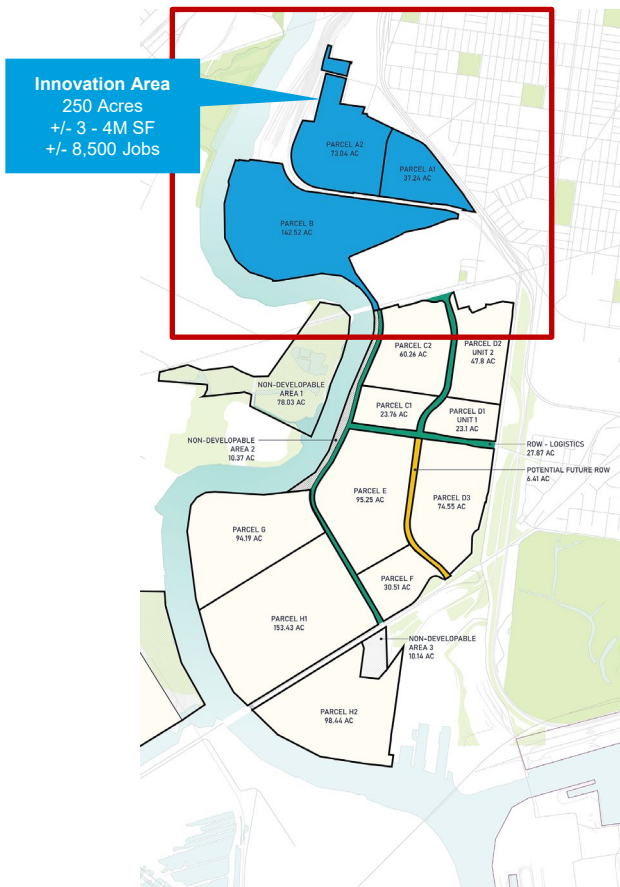 Innovation Area
250 Acres
+/- 3 - 4M SF
+/- 8,500 Jobs
PARCEL A2
73.04 AC
PARCEL A1
37.24 AC
PARCEL B
142.52 AC
PARCEL C2
60.26 AC
PARCEL D2
UNIT 2
47.8 AC
NON-DEVELOPABLE
AREA 1
78.03 AC
PARCEL C1
23.76 AC
PARCEL D1
UNIT 1
23.1 AC
NON-DEVELOPABLE
AREA 2
10.37 AC
ROW - LOGISTICS
27.87 AC
POTENTIAL FUTURE ROW
6.41 AC
PARCEL E
95.25 AC
PARCEL D3
74.55 AC
PARCEL G
94.19 AC
PARCEL F
30.51 AC
PARCEL H1
153.43 AC
NON-DEVELOPABLE
AREA 3
10.14 AC
PARCEL H2
98.44 AC